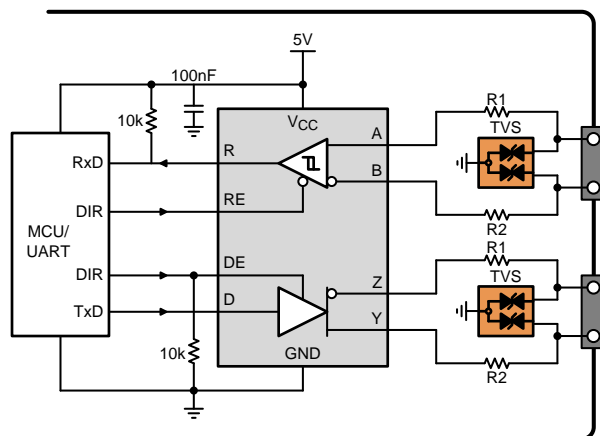 5V
100nF
R1
10k
VCC
A
TVS
RxD
R
B
DIR
RE
R2
MCU/
UART
R1
DIR
DE
Z
TVS
TxD
D
Y
10k
GND
R2